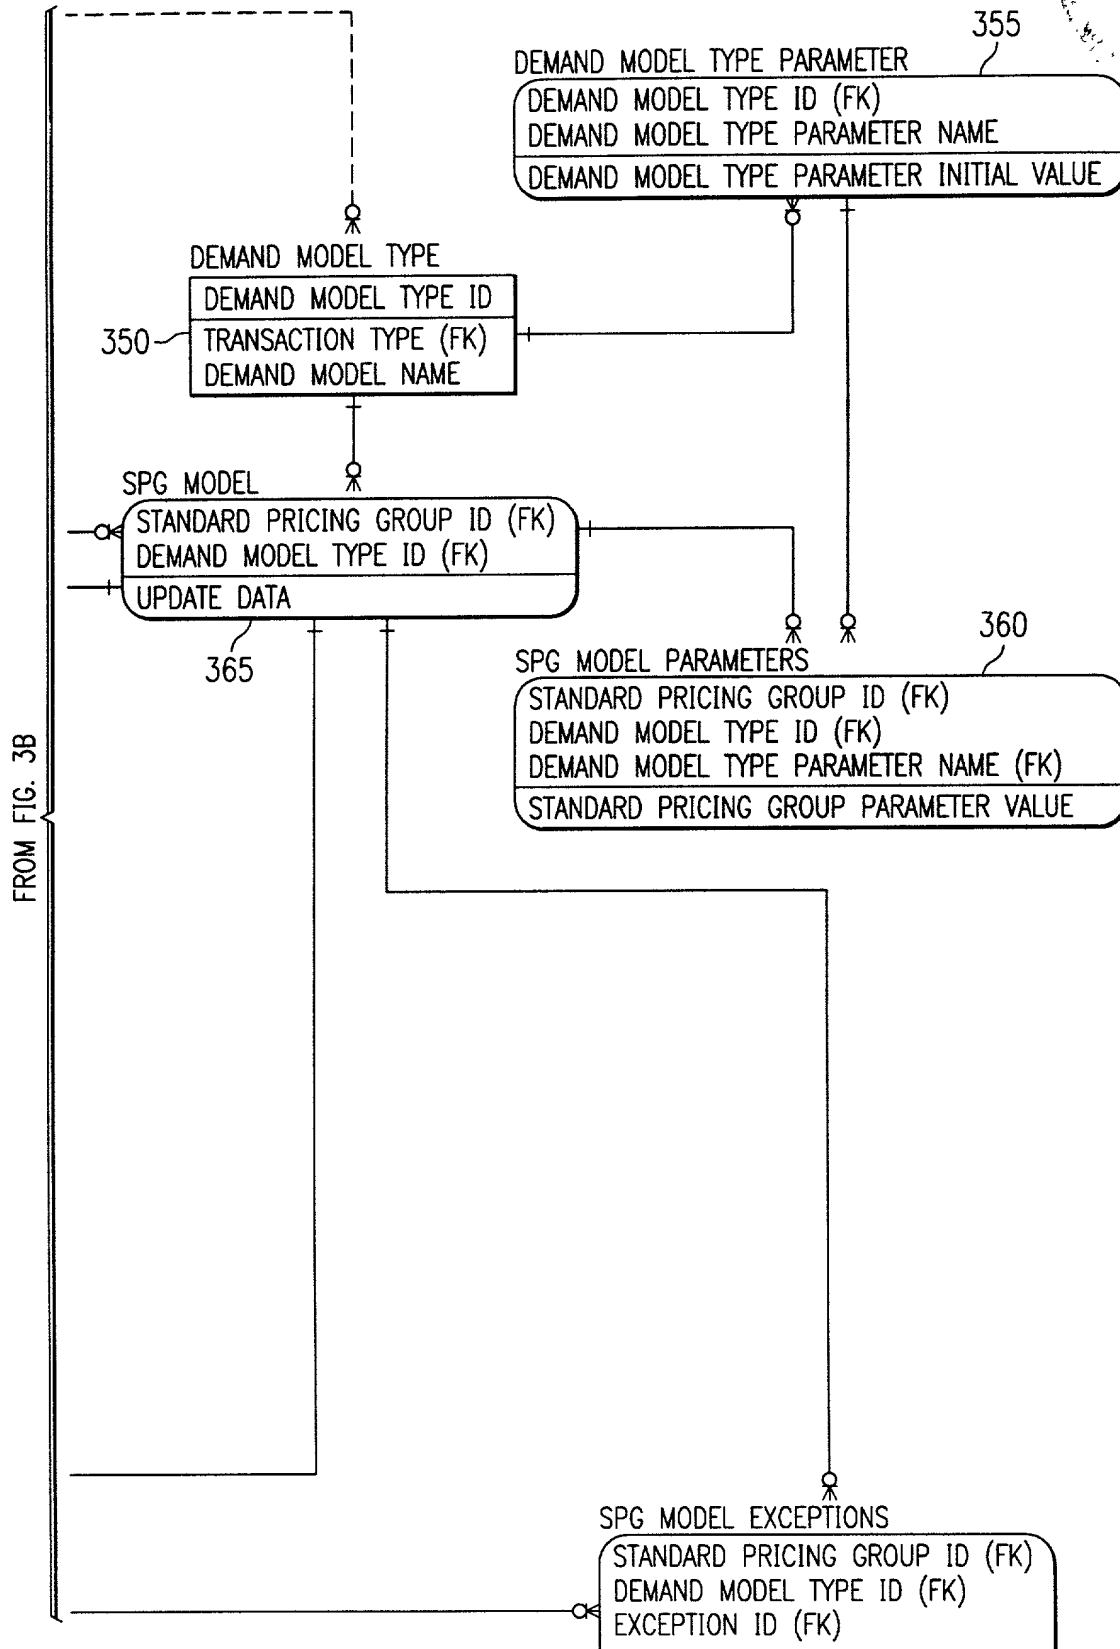 355
DEMAND MODEL TYPE PARAMETER
DEMAND MODEL TYPE ID (FK)
DEMAND MODEL TYPE PARAMETER NAME
DEMAND MODEL TYPE PARAMETER INITIAL VALUE
DEMAND MODEL TYPE
DEMAND MODEL TYPE ID
350
TRANSACTION TYPE (FK)
DEMAND MODEL NAME
SPG MODEL
STANDARD PRICING GROUP ID (FK)
DEMAND MODEL TYPE ID (FK)
UPDATE DATA
365
360
SPG MODEL PARAMETERS
STANDARD PRICING GROUP ID (FK)
DEMAND MODEL TYPE ID (FK)
DEMAND MODEL TYPE PARAMETER NAME (FK)
STANDARD PRICING GROUP PARAMETER VALUE
FROM FIG. 3B
SPG MODEL EXCEPTIONS
STANDARD PRICING GROUP ID (FK)
DEMAND MODEL TYPE ID (FK)
EXCEPTION ID (FK)